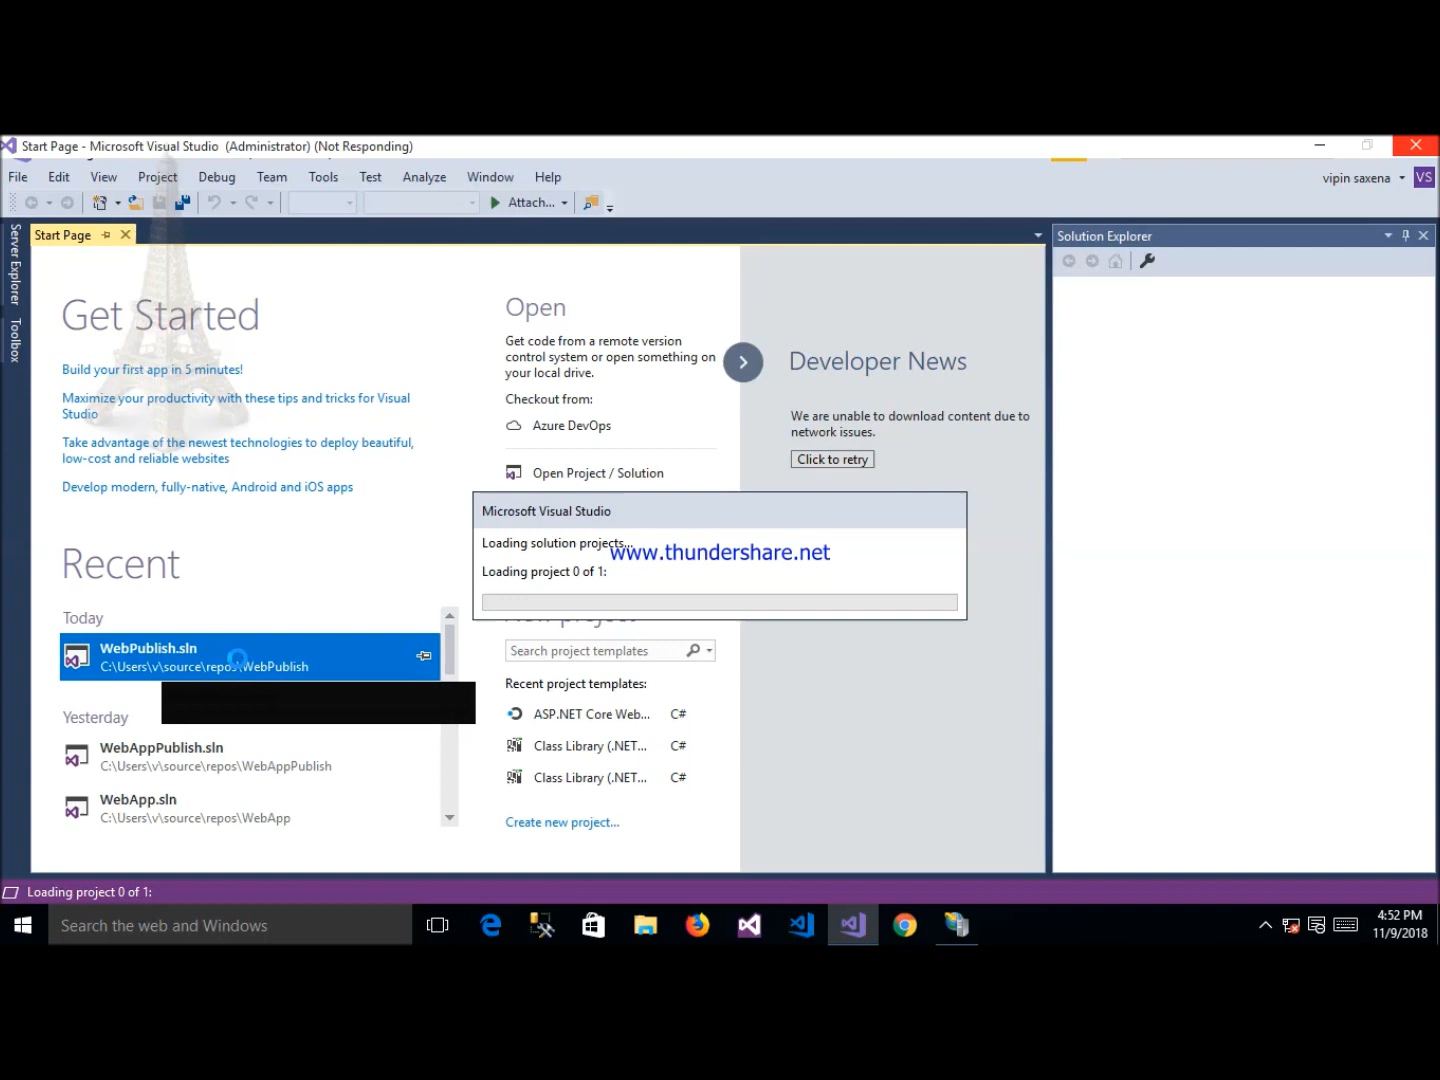 Start Page - Microsoft Visual Studio (Administrator) (Not Responding)
File Edit View Project Debug Team Tools Test Analyze Window Help
vipin saxena VS
Attach...
Server Explorer
Toolbox
Start Page
Get Started
Build your first app in 5 minutes!
Maximize your productivity with these tips and tricks for Visual
Studio
Take advantage of the newest technologies to deploy beautiful,
low-cost and reliable websites
Develop modern, fully-native, Android and iOS apps
Recent
Today
WebPublish.sln
C:\Users\v\source\repos\WebPublish
Yesterday
WebAppPublish.sln
C:\Users\v\source\repos\WebAppPublish
WebApp.sln
C:\Users\v\source\repos\WebApp
Open
Get code from a remote version
control system or open something on
your local drive.
Checkout from:
Azure DevOps
Open Project / Solution
Microsoft Visual Studio
Loading solution projects...
www.thundershare.net
Loading project 0 of 1:
New project
Search project templates
Recent project templates:
ASP.NET Core Web... C#
Class Library (.NET... C#
Class Library (.NET... C#
Create new project...
Developer News
We are unable to download content due to
network issues.
Click to retry
Solution Explorer
Loading project 0 of 1:
Search the web and Windows
4:52 PM
11/9/2018